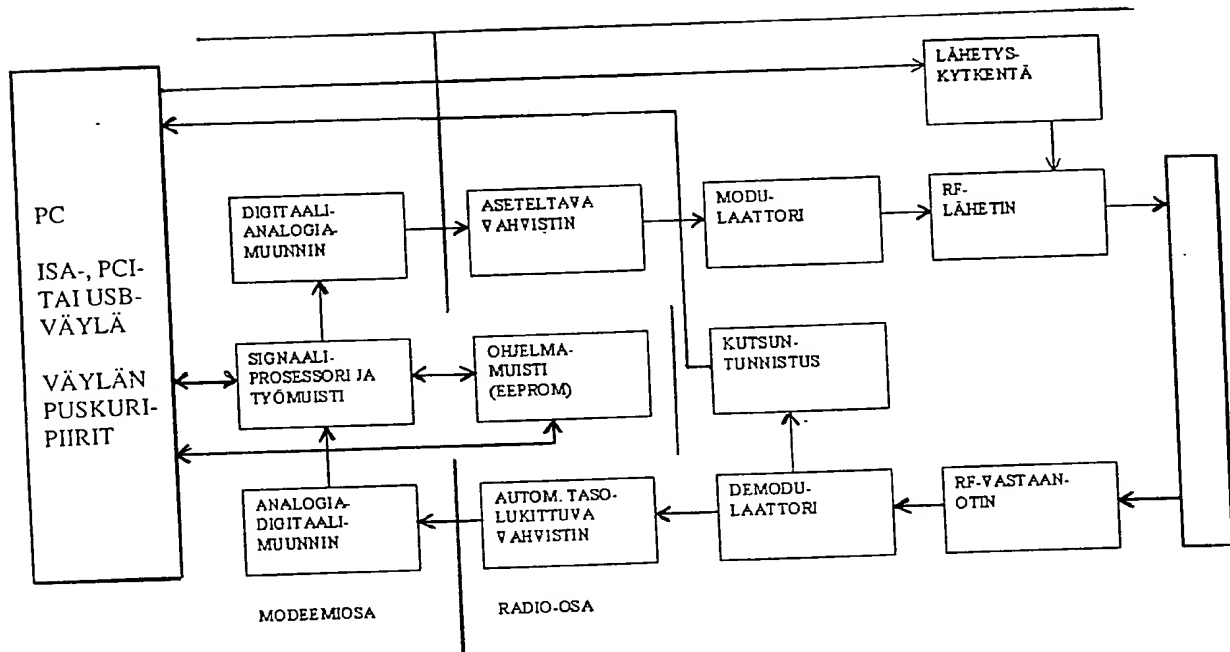 PC
ISA-, PCI-
TAI USB-
VÄYLÄ
VÄYLÄN
PUSKURI-
PIIRIT
LÄHETYS-
KYTKENTÄ
DIGITAALI-
ANALOGIA-
MUUNNIN
ASETELTAVA
VAHVISTIN
MODU-
LAATTORI
RF-
LÄHETIN
SIGNAALI-
PROSESSORI JA
TYÖMUISTI
OHJELMA-
MUISTI
(EEPROM)
KUTSUN-
TUNNISTUS
ANALOGIA-
DIGITAALI-
MUUNNIN
AUTOM. TASO-
LUKITTUVA
VAHVISTIN
DEMODU-
LAATTORI
RF-VASTAAN-
OTIN
MODEEMIOSA
RADIO-OSA